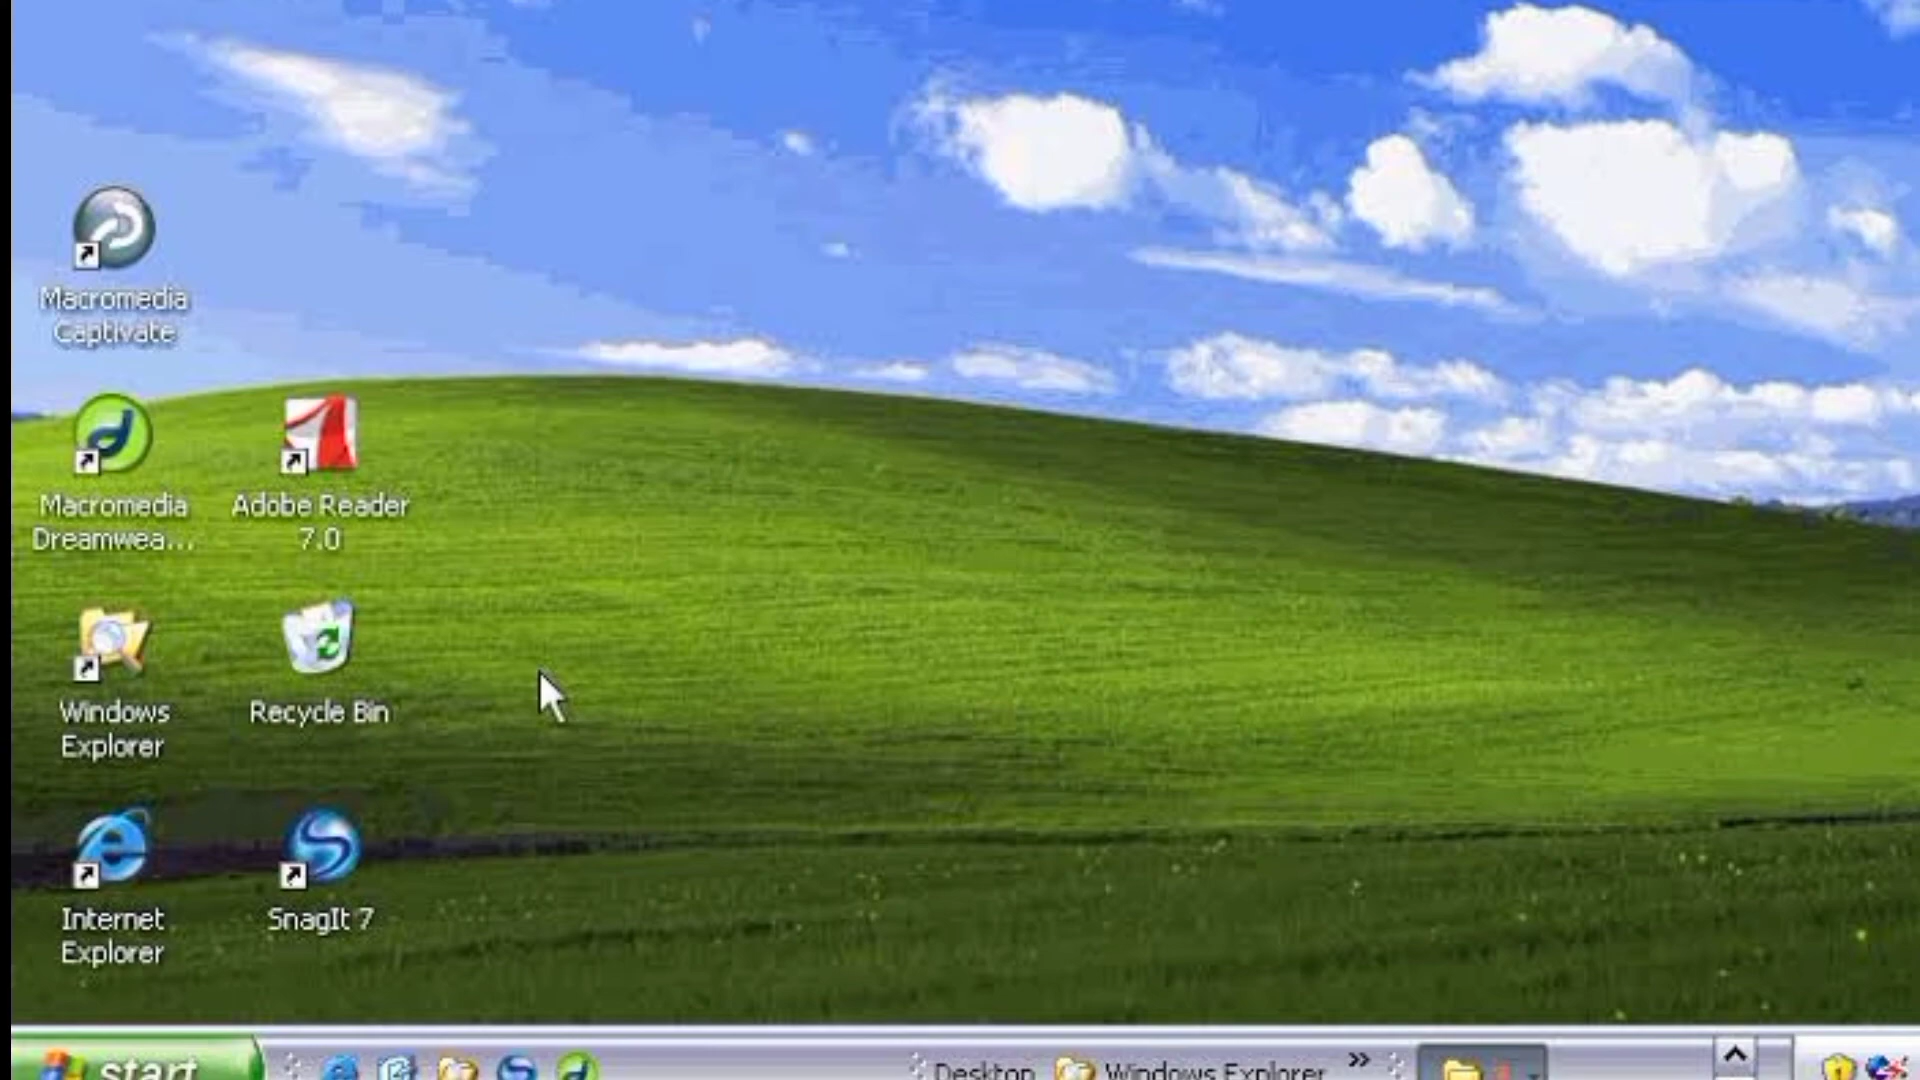 Macromedia
Captivate
Macromedia
Dreamwea...
Adobe Reader
7.0
Windows
Explorer
Recycle Bin
Internet
Explorer
SnagIt 7
start
Desktop
Windows Explorer
»